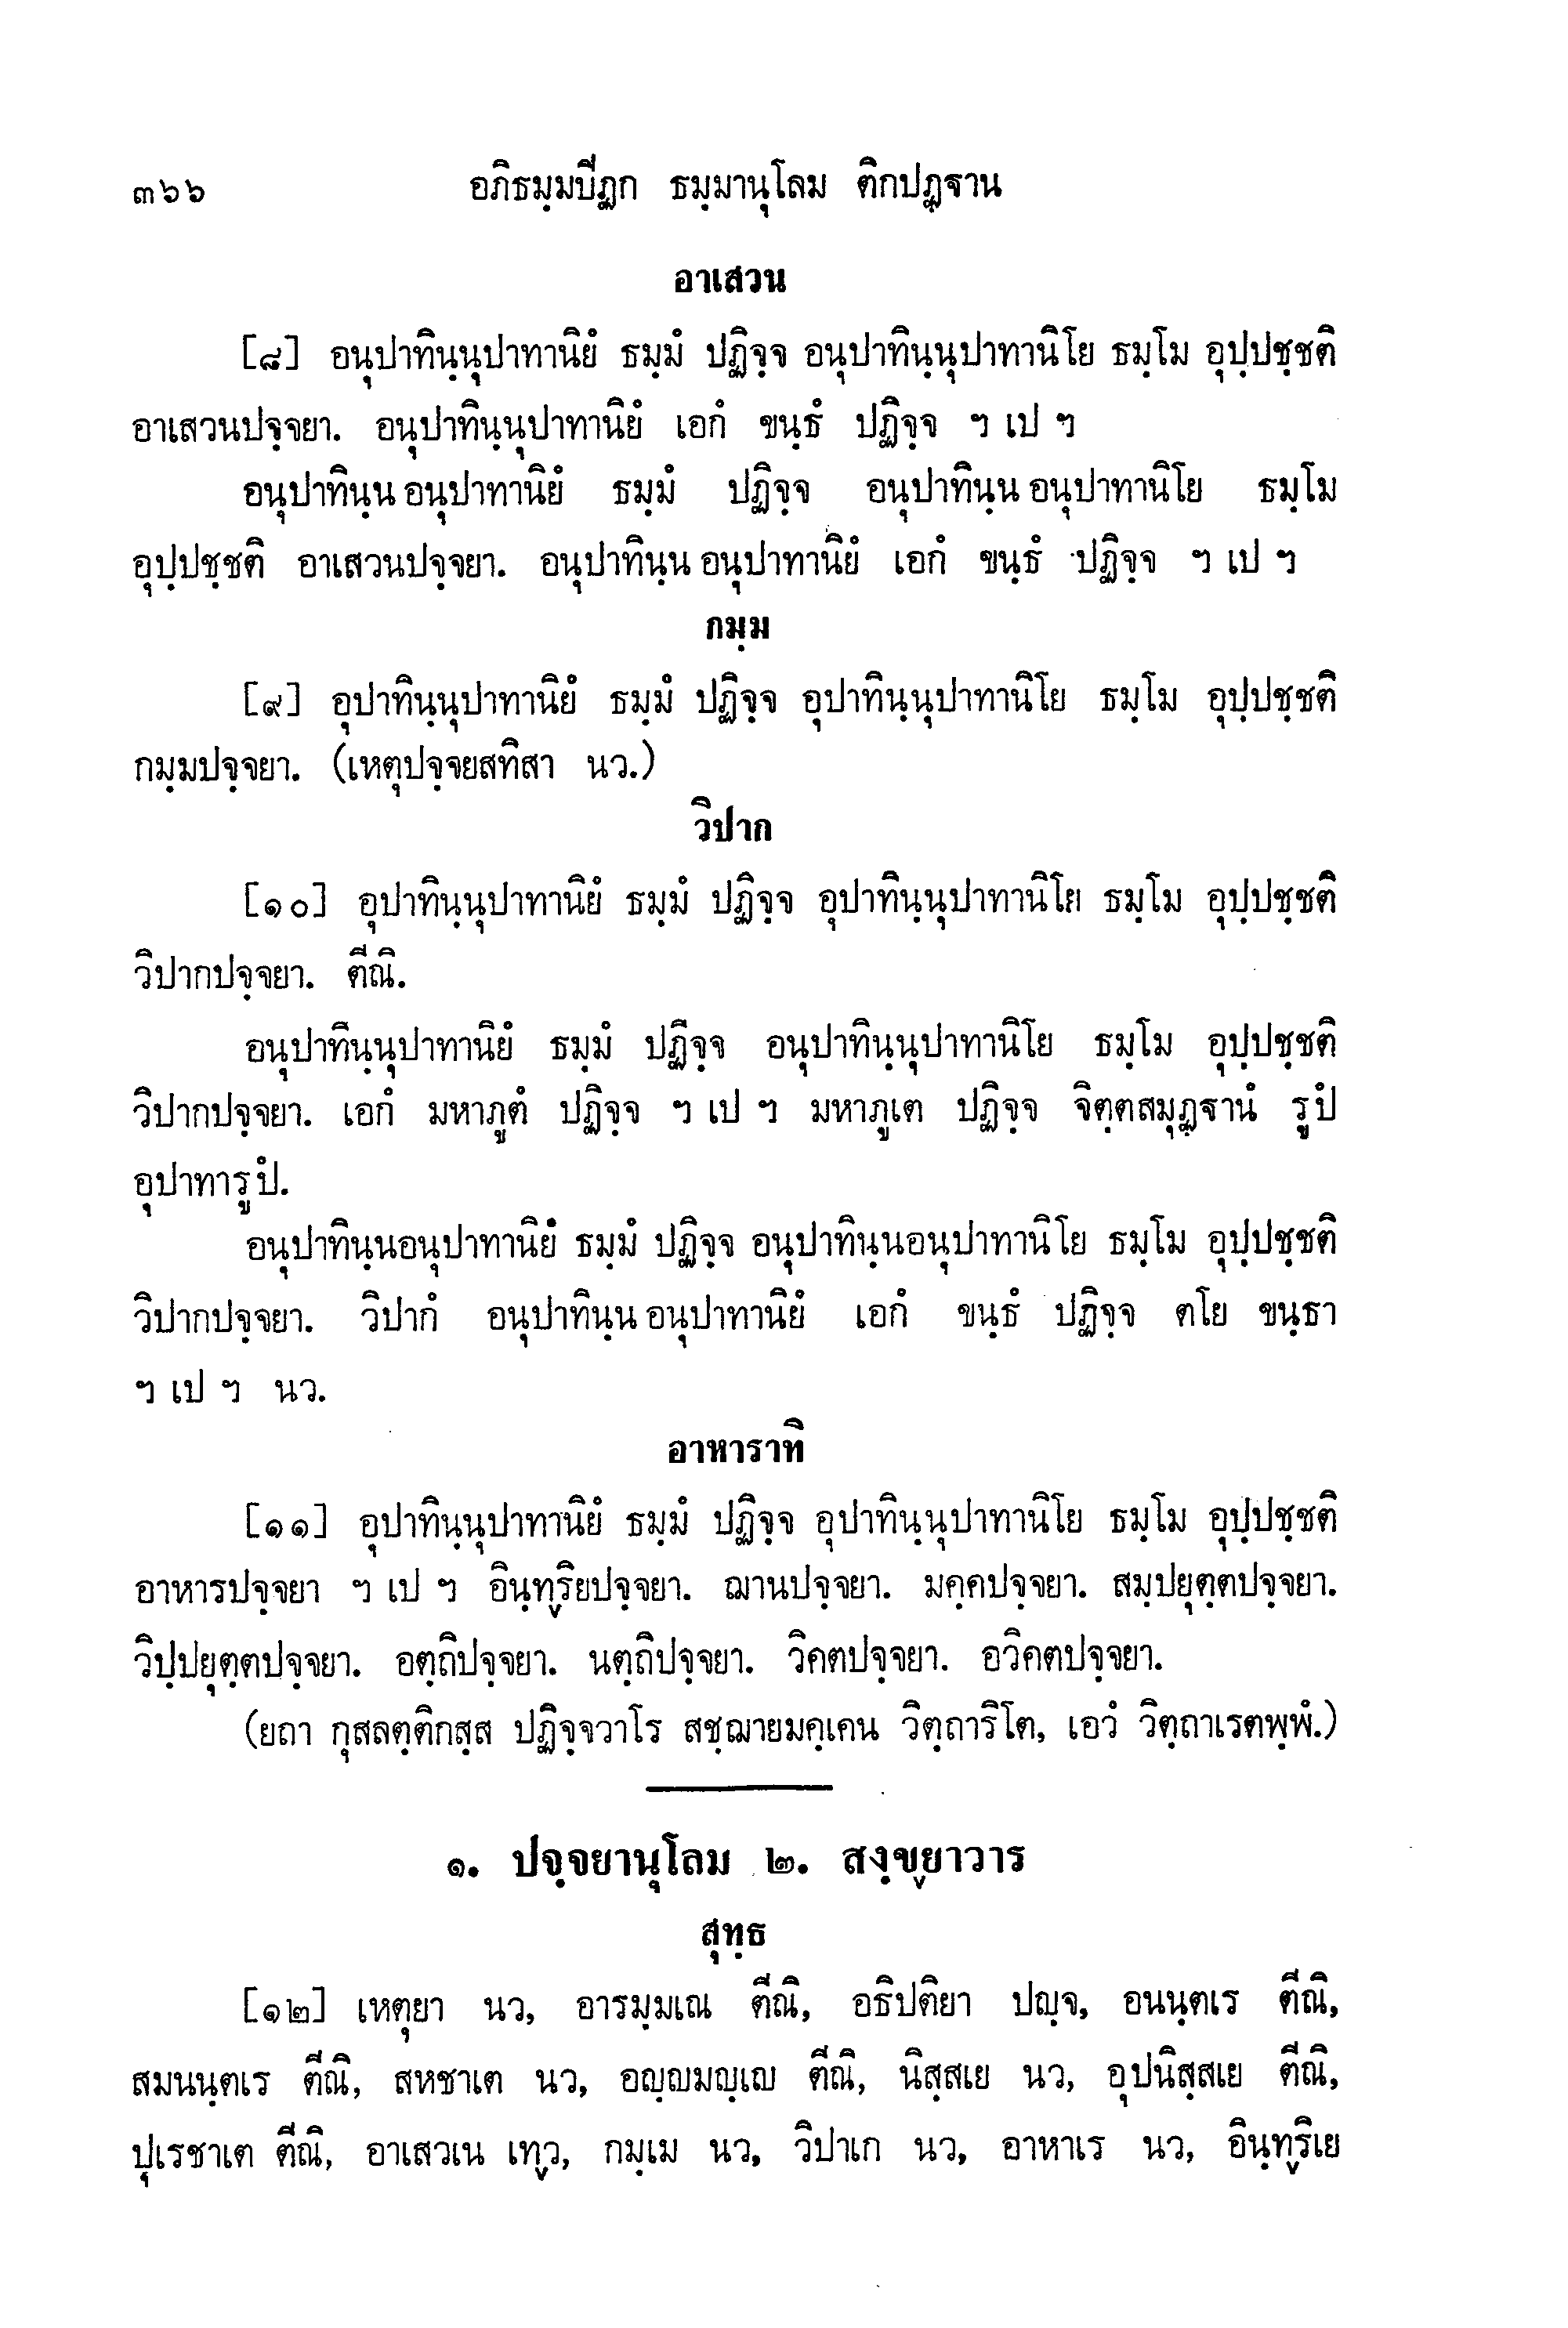 ๓๖๖ อภิธมฺมปิฏก ธมฺมานุโลม ติกปฏฺฐาน
อาเสวน
[๘] อนุปาทินฺนุปาทานิยํ ธมฺมํ ปฏิจฺจ อนุปาทินฺนุปาทานิโย ธมฺโม อุปฺปชฺชติ
อาเสวนปจฺจยา. อนุปาทินฺนุปาทานิยํ เอกํ ขนฺธํ ปฏิจฺจ ฯ เป ฯ
อนุปาทินฺน อนุปาทานิยํ ธมฺมํ ปฏิจฺจ อนุปาทินฺน อนุปาทานิโย ธมฺโม
อุปฺปชฺชติ อาเสวนปจฺจยา. อนุปาทินฺน อนุปาทานิยํ เอกํ ขนฺธํ ปฏิจฺจ ฯ เป ฯ
กมฺม
[๙] อุปาทินฺนุปาทานิยํ ธมฺมํ ปฏิจฺจ อุปาทินฺนุปาทานิโย ธมฺโม อุปฺปชฺชติ
กมฺมปจฺจยา. (เหตุปจฺจยสทิสา นว.)
วิปาก
[๑๐] อุปาทินฺนุปาทานิยํ ธมฺมํ ปฏิจฺจ อุปาทินฺนุปาทานิโย ธมฺโม อุปฺปชฺชติ
วิปากปจฺจยา. ตีณิ.
อนุปาทินฺนุปาทานิยํ ธมฺมํ ปฏิจฺจ อนุปาทินฺนุปาทานิโย ธมฺโม อุปฺปชฺชติ
วิปากปจฺจยา. เอกํ มหาภูตํ ปฏิจฺจ ฯ เป ฯ มหาภูเต ปฏิจฺจ จิตฺตสมุฏฺฐานํ รูปํ
อุปาทารูปํ.
อนุปาทินฺนอนุปาทานิยํ ธมฺมํ ปฏิจฺจ อนุปาทินฺนอนุปาทานิโย ธมฺโม อุปฺปชฺชติ
วิปากปจฺจยา. วิปากํ อนุปาทินฺน อนุปาทานิยํ เอกํ ขนฺธํ ปฏิจฺจ ตโย ขนฺธา
ฯ เป ฯ นว.
อาหาราทิ
[๑๑] อุปาทินฺนุปาทานิยํ ธมฺมํ ปฏิจฺจ อุปาทินฺนุปาทานิโย ธมฺโม อุปฺปชฺชติ
อาหารปจฺจยา ฯ เป ฯ อินฺทฺริยปจฺจยา. ฌานปจฺจยา. มคฺคปจฺจยา. สมฺปยุตฺตปจฺจยา.
วิปฺปยุตฺตปจฺจยา. อตฺถิปจฺจยา. นตฺถิปจฺจยา. วิคตปจฺจยา. อวิคตปจฺจยา.
(ยถา กุสลตฺติกสฺส ปฏิจฺจวาโร สชฺฌายมคฺเคน วิตฺถาริโต, เอวํ วิตฺถาเรตพฺพํ.)
๑. ปจฺจยานุโลม ๒. สงฺขฺยาวาร
สุทฺธ
[๑๒] เหตุยา นว, อารมฺมเณ ตีณิ, อธิปติยา ปญฺจ, อนนฺตเร ตีณิ,
สมนนฺตเร ตีณิ, สหชาเต นว, อญฺญมญฺเญ ตีณิ, นิสฺสเย นว, อุปนิสฺสเย ตีณิ,
ปุเรชาเต ตีณิ, อาเสวเน เทฺว, กมฺเม นว, วิปาเก นว, อาหาเร นว, อินฺทฺริเย